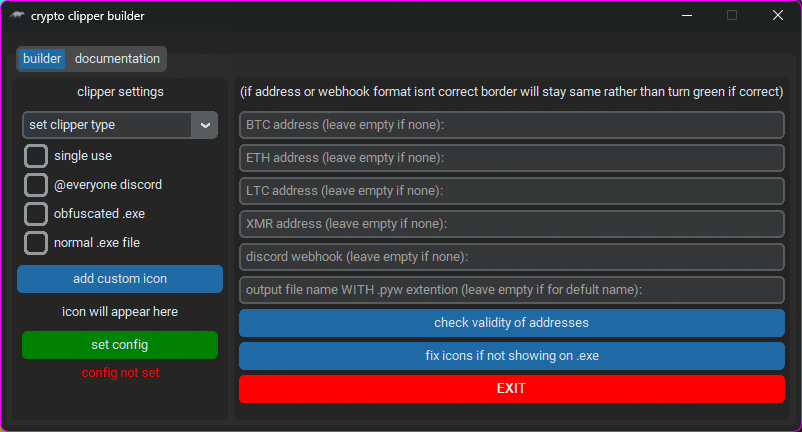 crypto clipper builder
builder documentation
clipper settings
set clipper type
single use
@everyone discord
obfuscated .exe
normal .exe file
add custom icon
icon will appear here
set config
config not set
(if address or webhook format isnt correct border will stay same rather than turn green if correct)
BTC address (leave empty if none):
ETH address (leave empty if none):
LTC address (leave empty if none):
XMR address (leave empty if none):
discord webhook (leave empty if none):
output file name WITH .pyw extention (leave empty if for defult name):
check validity of addresses
fix icons if not showing on .exe
EXIT